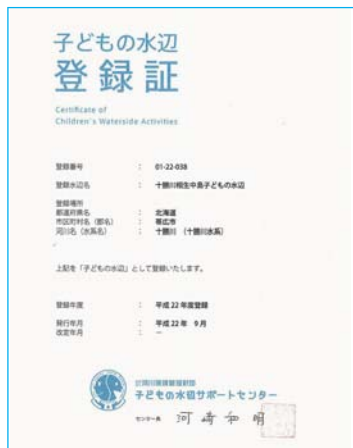 子どもの水辺
登録証
Certificate of
Children's Waterside Activities
登録番号 : 01-22-038
登録水辺名 : 十勝川相生中島子どもの水辺
登録場所
都道府県名 : 北海道
市区町村名（郡名） : 帯広市
河川名（水系名） : 十勝川 （十勝川水系）
上記を「子どもの水辺」として登録いたします。
登録年度 : 平成 22 年度登録
発行年月 : 平成 22 年 9 月
改定年月 : －
子どもの水辺サポートセンター
センター長 河﨑和明